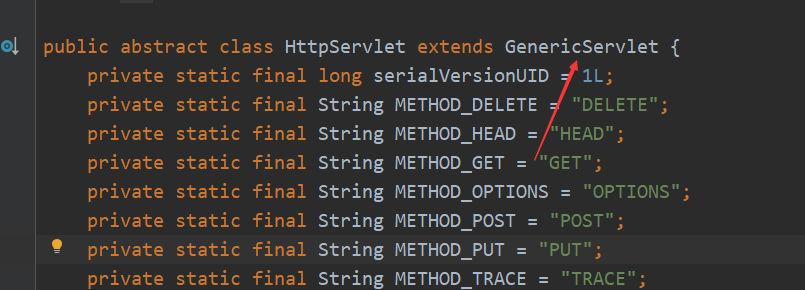 public abstract class HttpServlet extends GenericServlet {
private static final long serialVersionUID = 1L;
private static final String METHOD_DELETE = "DELETE";
private static final String METHOD_HEAD = "HEAD";
private static final String METHOD_GET = "GET";
private static final String METHOD_OPTIONS = "OPTIONS";
private static final String METHOD_POST = "POST";
private static final String METHOD_PUT = "PUT";
private static final String METHOD_TRACE = "TRACE";